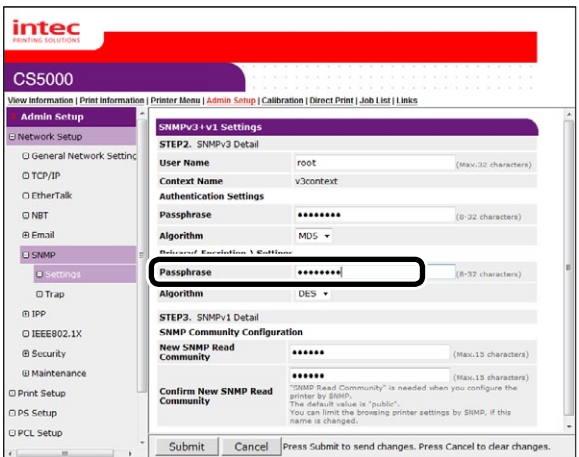 intec
PRINTING SOLUTIONS
CS5000
View Information | Print Information | Printer Menu | Admin Setup | Calibration | Direct Print | Job List | Links
Admin Setup
Network Setup
General Network Setting
TCP/IP
EtherTalk
NBT
Email
SNMP
Settings
Trap
IPP
IEEE802.1X
Security
Maintenance
Print Setup
PS Setup
PCL Setup
SNMPv3+v1 Settings
STEP2. SNMPv3 Detail
User Name root (Max.32 characters)
Context Name v3context
Authentication Settings
Passphrase •••••••• (8-32 characters)
Algorithm MD5
Passphrase •••••••• (8-32 characters)
Algorithm DES
STEP3. SNMPv1 Detail
SNMP Community Configuration
New SNMP Read
Community •••••• (Max.15 characters)
•••••• (Max.15 characters)
Confirm New SNMP Read
Community
"SNMP Read Community" is needed when you configure the
printer by SNMP.
The default value is "public".
You can limit the browsing printer settings by SNMP, if this
name is changed.
Submit Cancel Press Submit to send changes. Press Cancel to clear changes.